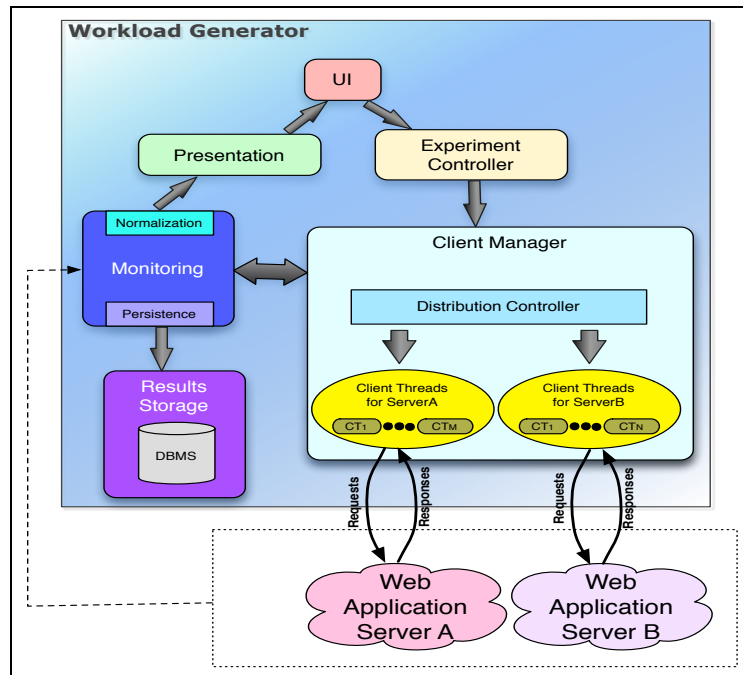 Workload Generator
UI
Presentation
Experiment
Controller
Normalization
Monitoring
Persistence
Client Manager
Distribution Controller
Results
Storage
DBMS
Client Threads
for ServerA
CT1
CTM
Client Threads
for ServerB
CT1
CTN
Requests
Responses
Requests
Responses
Web
Application
Server A
Web
Application
Server B